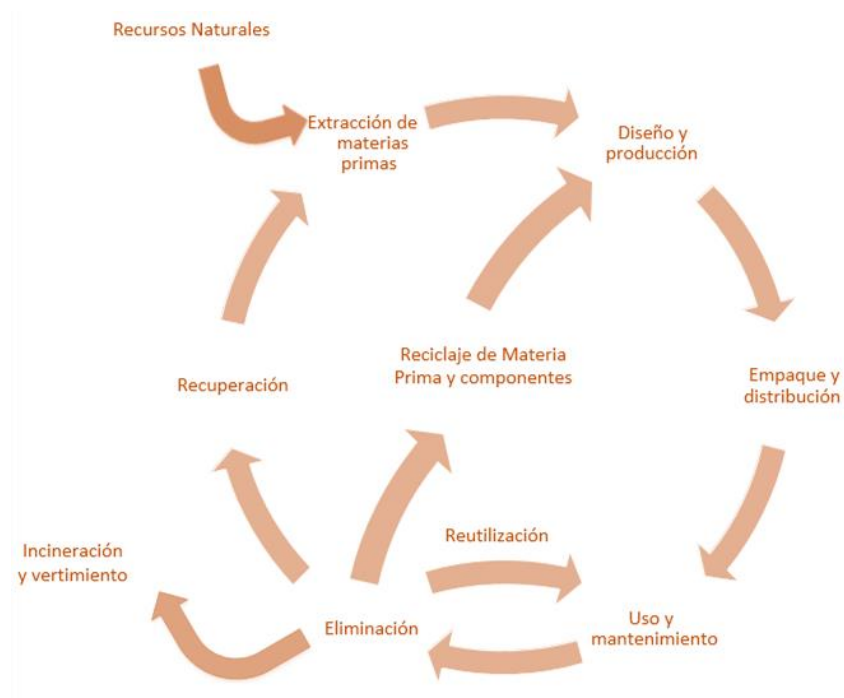 Recursos Naturales
Extracción de
materias
primas
Diseño y
producción
Reciclaje de Materia
Prima y componentes
Recuperación
Empaque y
distribución
Reutilización
Incineración
y vertimiento
Eliminación
Uso y
mantenimiento